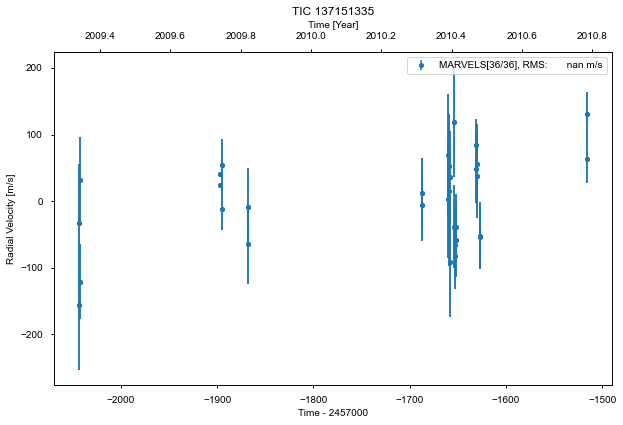 TIC 137151335
Time [Year]
2009.4 2009.6 2009.8 2010.0 2010.2 2010.4 2010.6 2010.8
MARVELS[36/36], RMS: nan m/s
Radial Velocity [m/s]
200
100
0
−100
−200
−2000 −1900 −1800 −1700 −1600 −1500
Time - 2457000